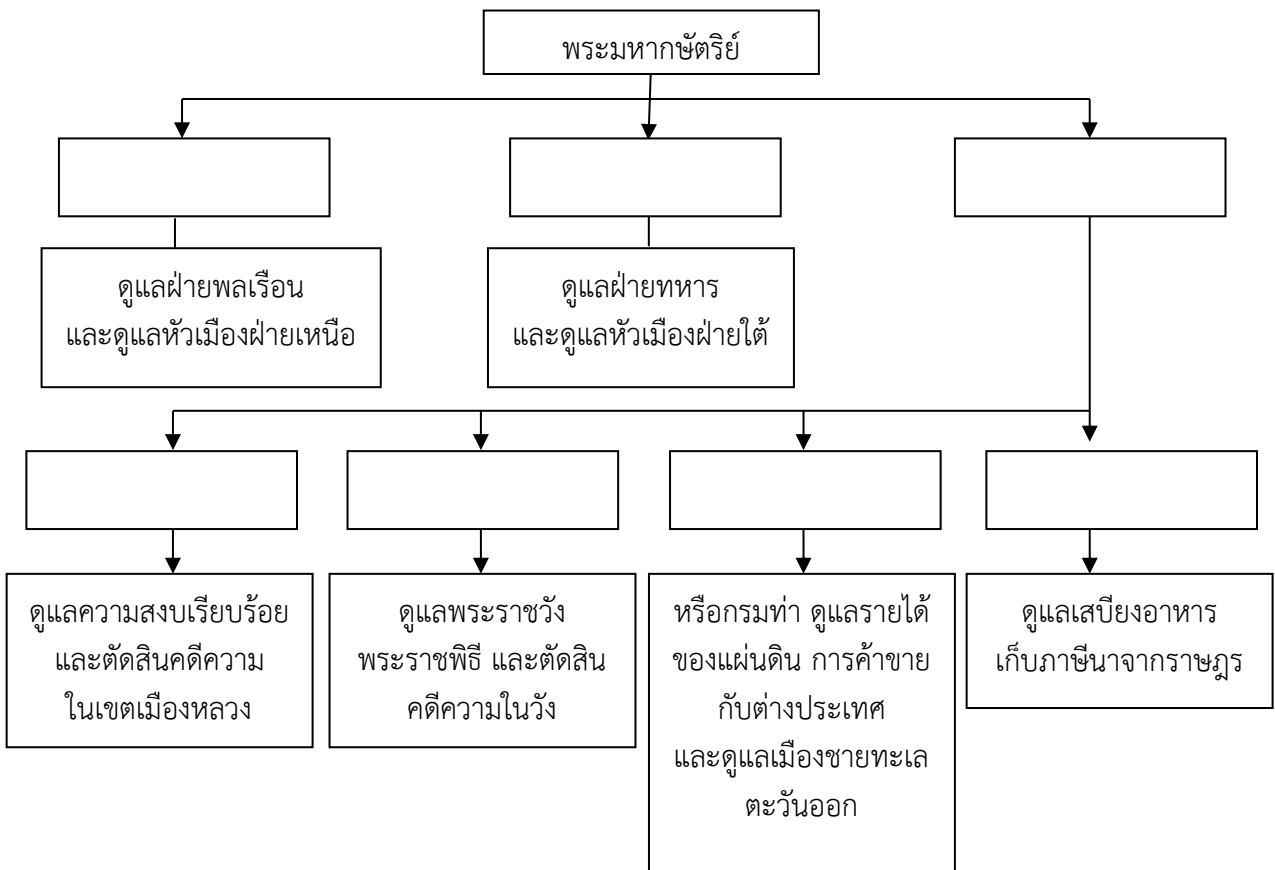 พระมหากษัตริย์
ดูแลฝ่ายพลเรือน
และดูแลหัวเมืองฝ่ายเหนือ
ดูแลฝ่ายทหาร
และดูแลหัวเมืองฝ่ายใต้
ดูแลความสงบเรียบร้อย
และตัดสินคดีความ
ในเขตเมืองหลวง
ดูแลพระราชวัง
พระราชพิธี และตัดสิน
คดีความในวัง
หรือกรมท่า ดูแลรายได้
ของแผ่นดิน การค้าขาย
กับต่างประเทศ
และดูแลเมืองชายทะเล
ตะวันออก
ดูแลเสบียงอาหาร
เก็บภาษีนาจากราษฎร